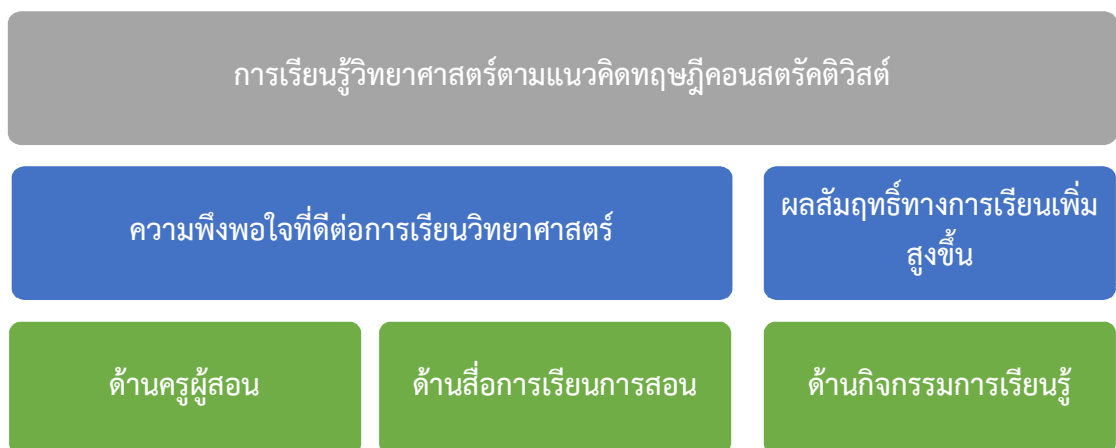 การเรียนรู้วิทยาศาสตร์ตามแนวคิดทฤษฎีคอนสตรัคติวิสต์
ความพึงพอใจที่ดีต่อการเรียนวิทยาศาสตร์
ผลสัมฤทธิ์ทางการเรียนเพิ่ม
สูงขึ้น
ด้านครูผู้สอน
ด้านสื่อการเรียนการสอน
ด้านกิจกรรมการเรียนรู้